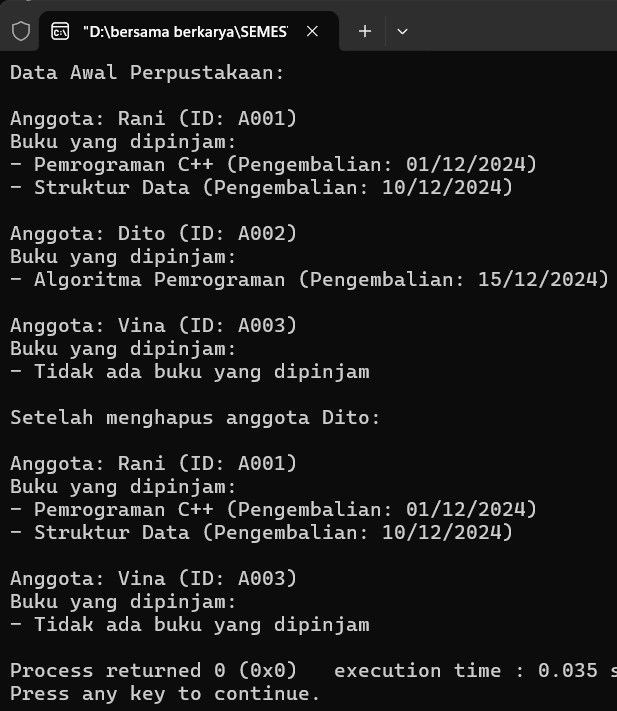 "D:\bersama berkarya\SEMES
Data Awal Perpustakaan:
Anggota: Rani (ID: A001)
Buku yang dipinjam:
- Pemrograman C++ (Pengembalian: 01/12/2024)
- Struktur Data (Pengembalian: 10/12/2024)
Anggota: Dito (ID: A002)
Buku yang dipinjam:
- Algoritma Pemrograman (Pengembalian: 15/12/2024)
Anggota: Vina (ID: A003)
Buku yang dipinjam:
- Tidak ada buku yang dipinjam
Setelah menghapus anggota Dito:
Anggota: Rani (ID: A001)
Buku yang dipinjam:
- Pemrograman C++ (Pengembalian: 01/12/2024)
- Struktur Data (Pengembalian: 10/12/2024)
Anggota: Vina (ID: A003)
Buku yang dipinjam:
- Tidak ada buku yang dipinjam
Process returned 0 (0x0)   execution time : 0.035 s
Press any key to continue.